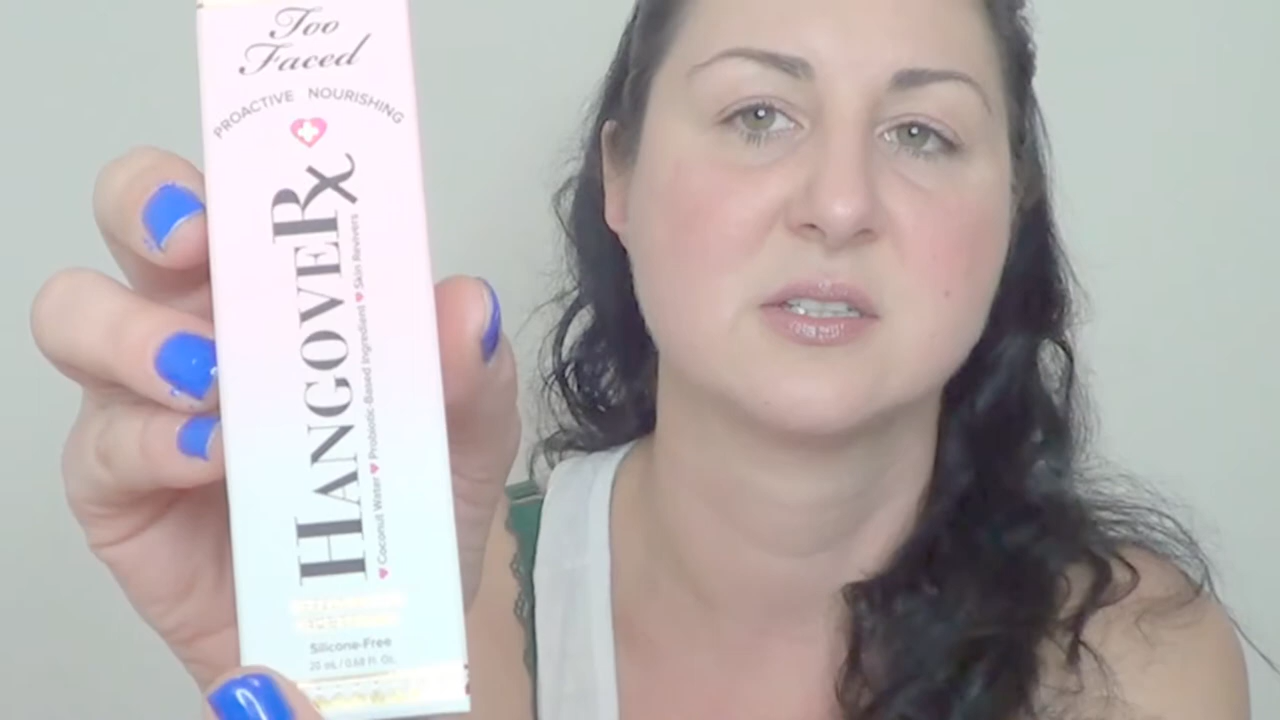 Too
Faced
PROACTIVE NOURISHING
HANGOVERX
Coconut Water Probiotic-Based Ingredient Skin Revivers
Silicone-Free
20 mL / 0.68 Fl. Oz.